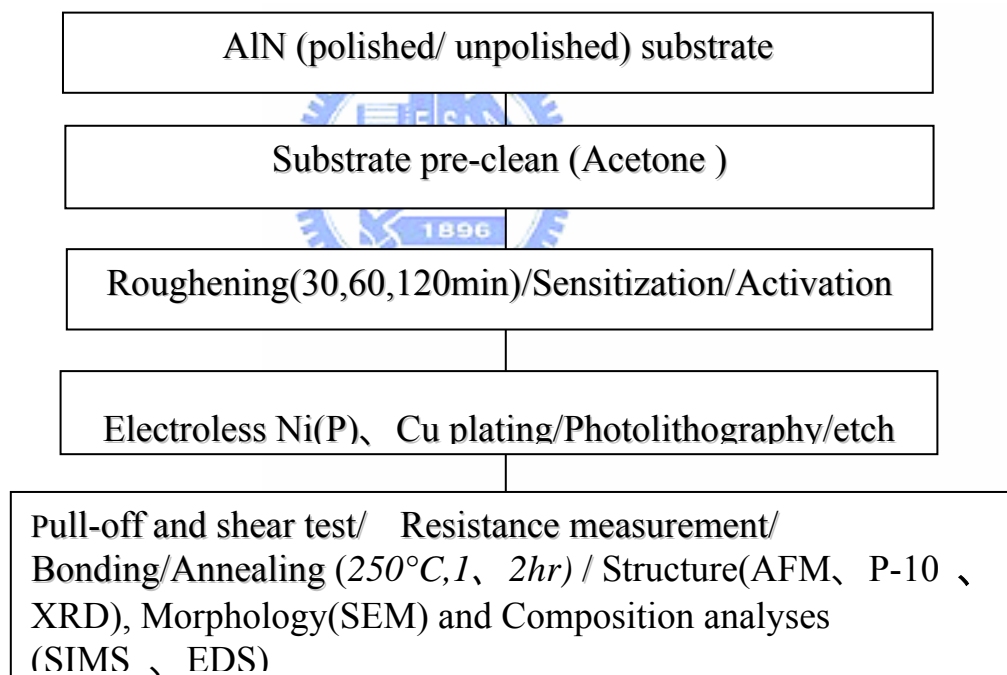 AlN (polished/ unpolished) substrate
Substrate pre-clean (Acetone )
1896
Roughening(30,60,120min)/Sensitization/Activation
Electroless Ni(P)、 Cu plating/Photolithography/etch
Pull-off and shear test/ Resistance measurement/
Bonding/Annealing (250°C,1、 2hr) / Structure(AFM、 P-10 、
XRD), Morphology(SEM) and Composition analyses
(SIMS 、 EDS)